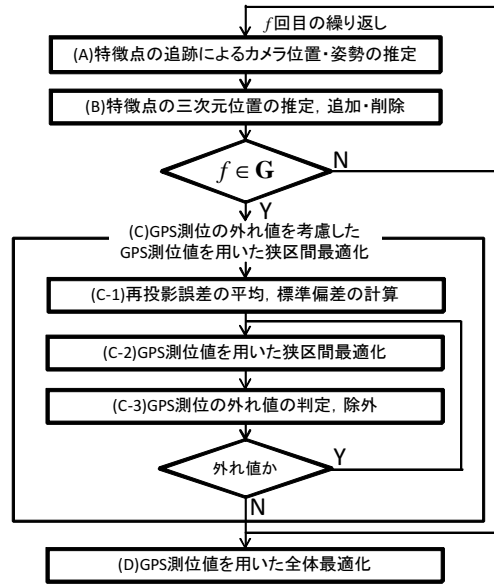 f回目の繰り返し
(A)特徴点の追跡によるカメラ位置・姿勢の推定
(B)特徴点の三次元位置の推定, 追加・削除
f ∈ G
N
Y
(C)GPS測位の外れ値を考慮した
GPS測位値を用いた狭区間最適化
(C-1)再投影誤差の平均, 標準偏差の計算
(C-2)GPS測位値を用いた狭区間最適化
(C-3)GPS測位の外れ値の判定, 除外
外れ値か
Y
N
(D)GPS測位値を用いた全体最適化